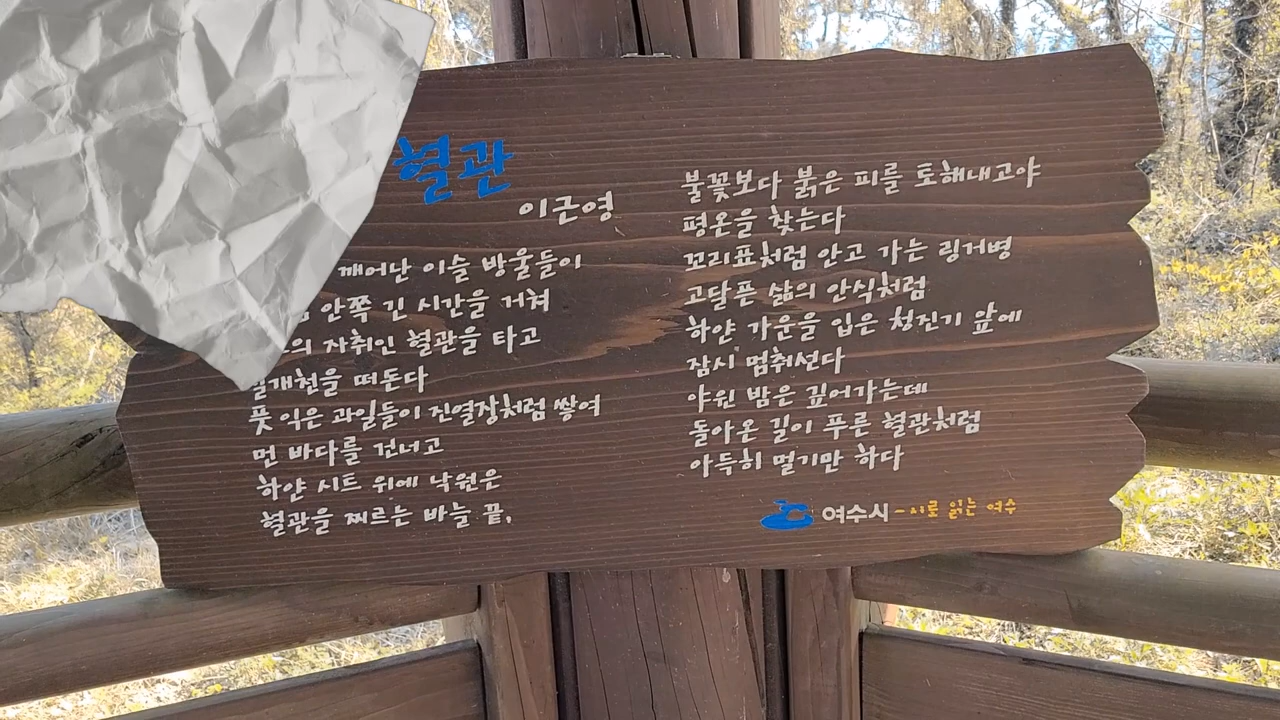 혈관
이근영
깨어난 이슬 방울들이
안쪽 긴 시간을 거쳐
자취인 혈관을 타고
떠돈다
풋 익은 과일들이 진열장처럼 쌓여
먼 바다를 건너고
하얀 시트 위에 낙원은
혈관을 찌르는 바늘 끝,
불꽃보다 붉은 피를 토해내고야
평온을 찾는다
꼬리표처럼 안고 가는 링거병
고달픈 삶의 안식처럼
하얀 가운을 입은 청진기 앞에
잠시 멈춰선다
야윈 밤은 깊어가는데
돌아온 길이 푸른 혈관처럼
아득히 멀기만 하다
여수시 - 시로 읽는 여수